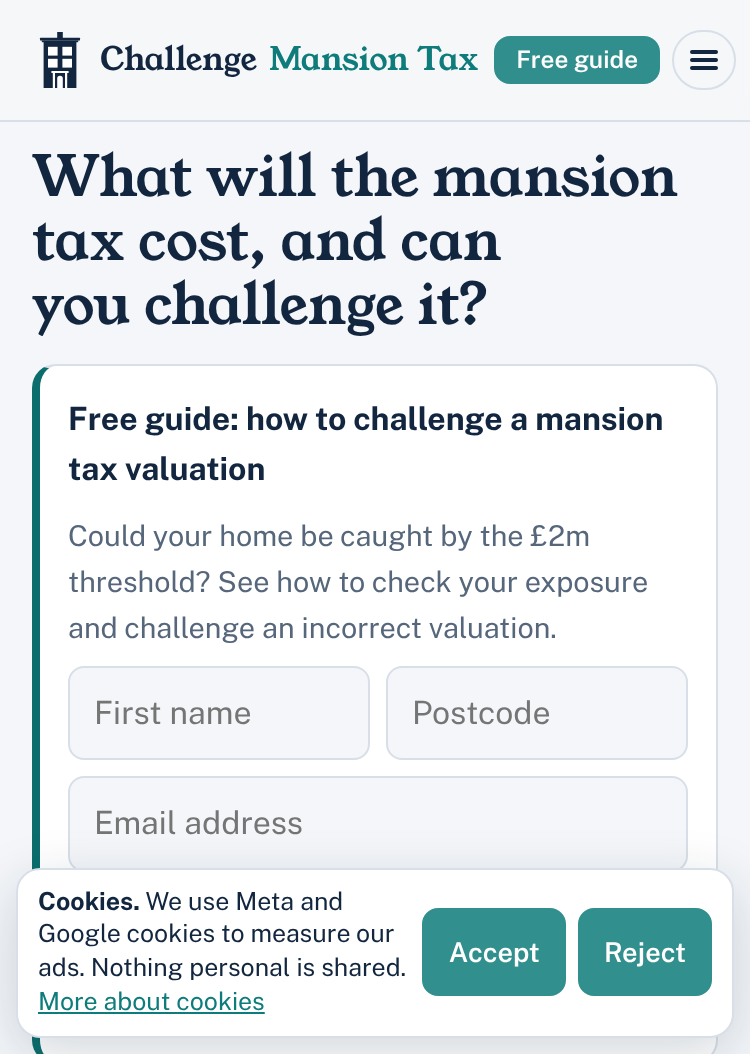 Challenge Mansion Tax
Free guide
What will the mansion
tax cost, and can
you challenge it?
Free guide: how to challenge a mansion
tax valuation
Could your home be caught by the £2m
threshold? See how to check your exposure
and challenge an incorrect valuation.
First name
Postcode
Email address
Cookies. We use Meta and
Google cookies to measure our
ads. Nothing personal is shared.
More about cookies
Accept
Reject